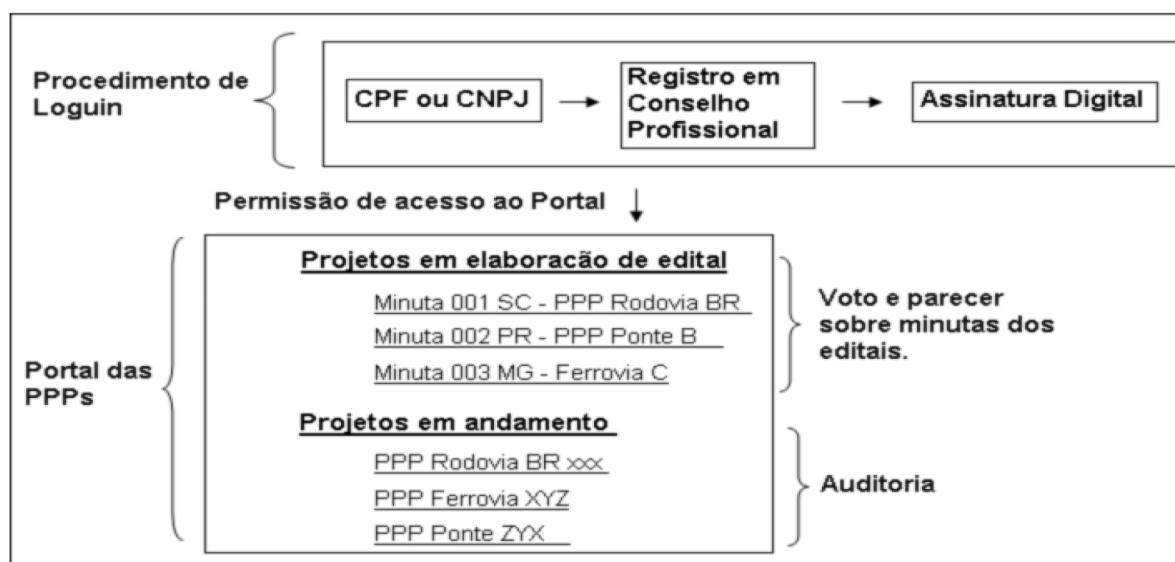 Procedimento de
Loguin
CPF ou CNPJ
Registro em
Conselho
Profissional
Assinatura Digital
Permissão de acesso ao Portal
Portal das
PPPs
Projetos em elaboracão de edital
Minuta 001 SC - PPP Rodovia BR
Minuta 002 PR - PPP Ponte B
Minuta 003 MG - Ferrovia C
Voto e parecer
sobre minutas dos
editais.
Projetos em andamento
PPP Rodovia BR xxx
PPP Ferrovia XYZ
PPP Ponte ZYX
Auditoria